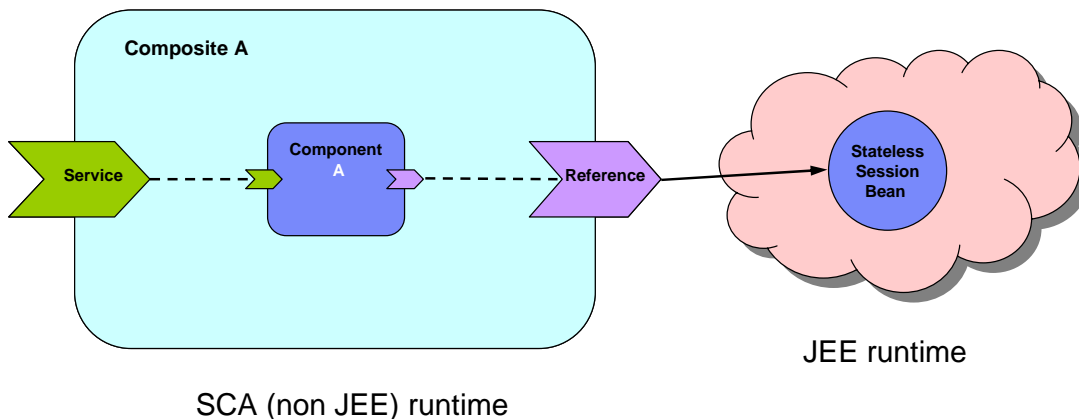 Composite A
Service
Component
A
Reference
Stateless
Session
Bean
JEE runtime
SCA (non JEE) runtime